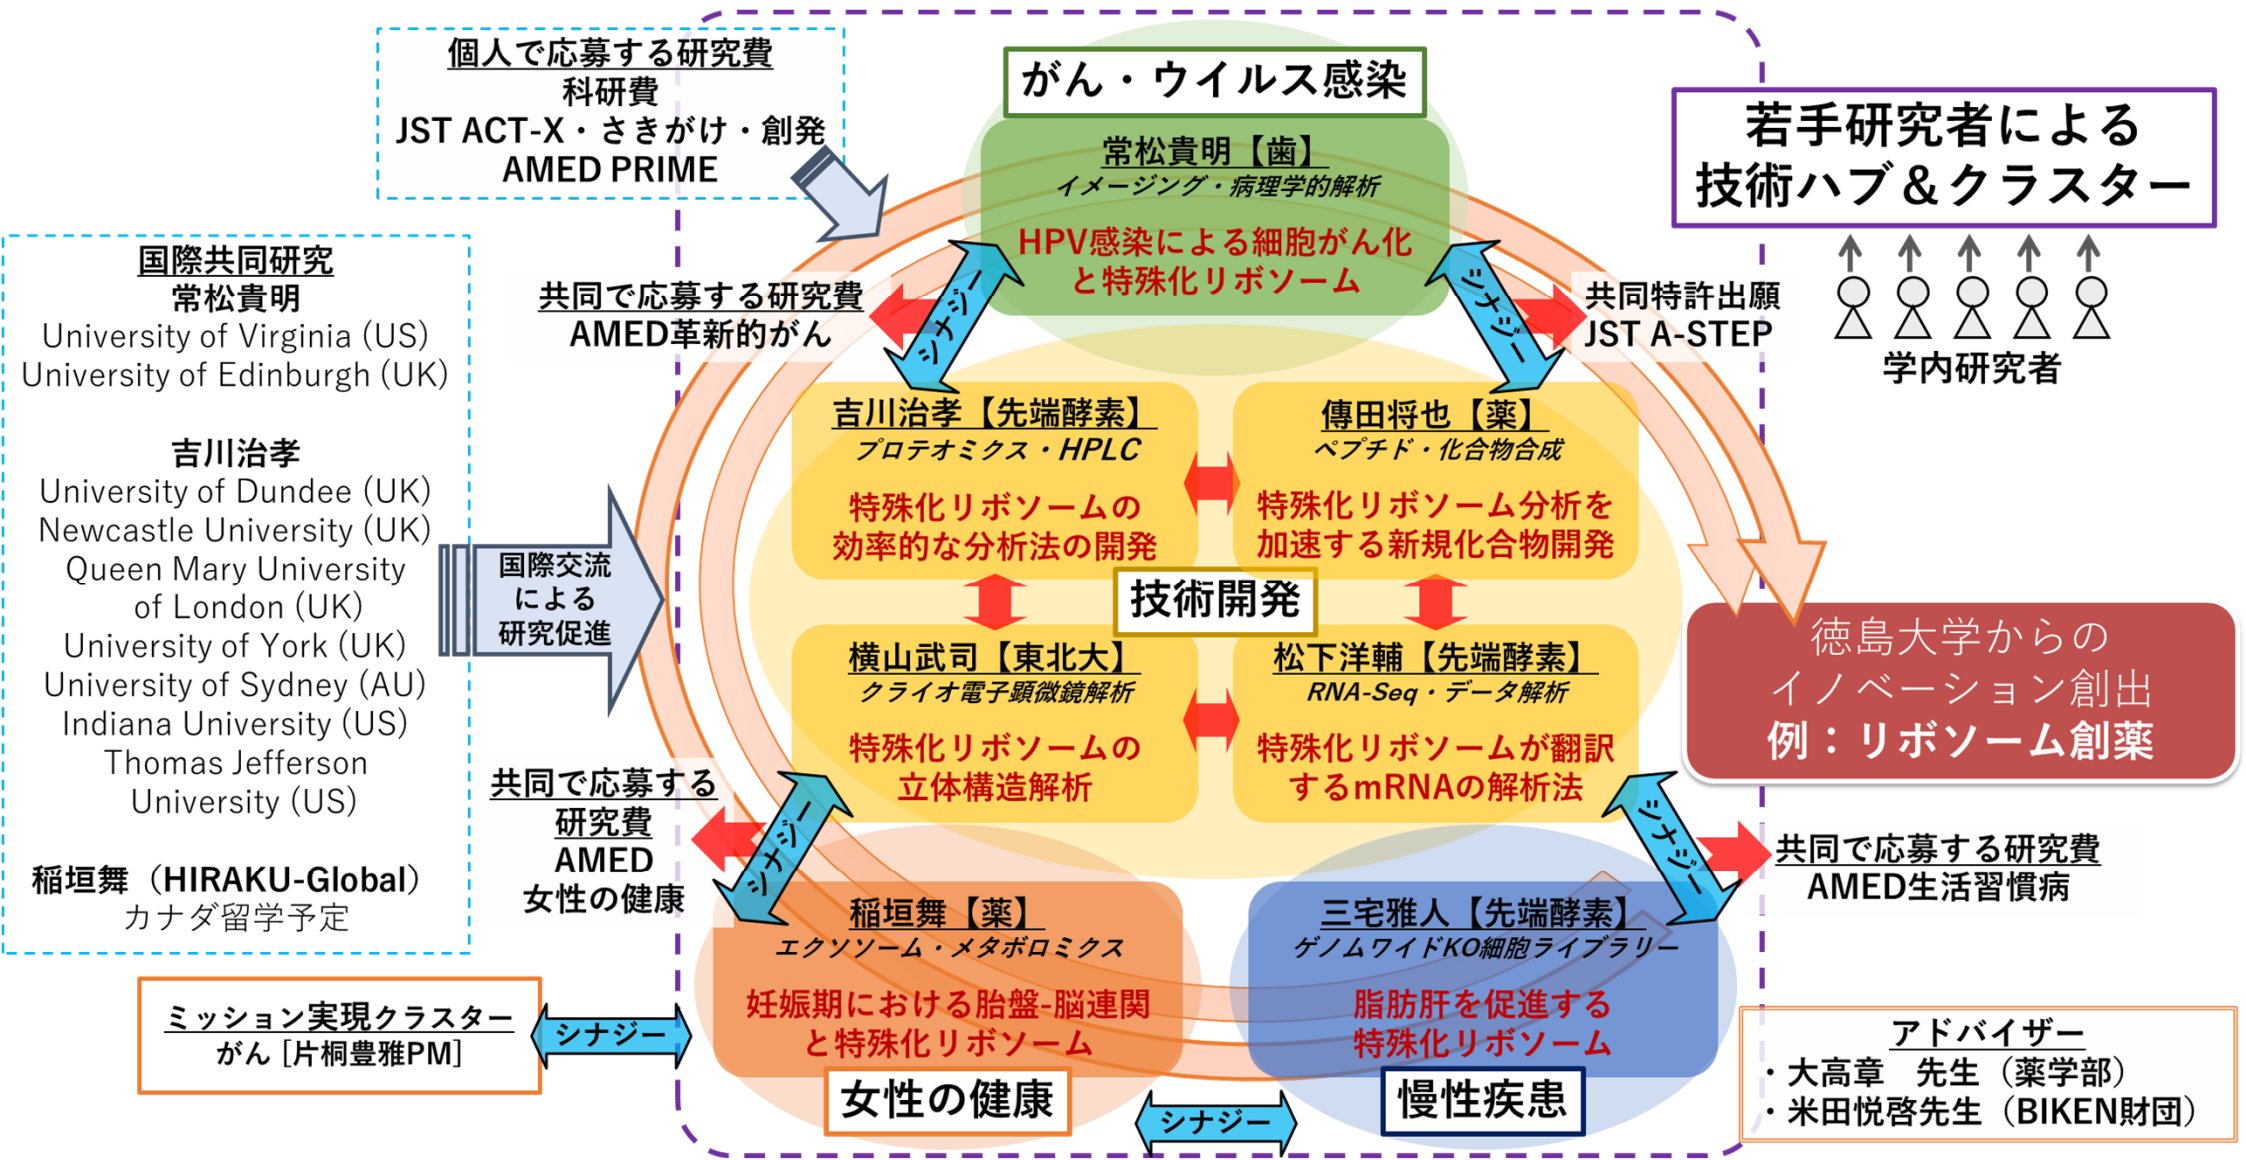 個人で応募する研究費
科研費
JST ACT-X・さきがけ・創発
AMED PRIME
がん・ウイルス感染
常松貴明【歯】
イメージング・病理学的解析
HPV感染による細胞がん化
と特殊化リボソーム
若手研究者による
技術ハブ＆クラスター
学内研究者
国際共同研究
常松貴明
University of Virginia (US)
University of Edinburgh (UK)
吉川治孝
University of Dundee (UK)
Newcastle University (UK)
Queen Mary University
of London (UK)
University of York (UK)
University of Sydney (AU)
Indiana University (US)
Thomas Jefferson
University (US)
稲垣舞（HIRAKU-Global）
カナダ留学予定
国際交流
による
研究促進
共同で応募する研究費
AMED革新的がん
シナジー
シナジー
共同特許出願
JST A-STEP
吉川治孝【先端酵素】
プロテオミクス・HPLC
特殊化リボソームの
効率的な分析法の開発
傳田将也【薬】
ペプチド・化合物合成
特殊化リボソーム分析を
加速する新規化合物開発
技術開発
横山武司【東北大】
クライオ電子顕微鏡解析
特殊化リボソームの
立体構造解析
松下洋輔【先端酵素】
RNA-Seq・データ解析
特殊化リボソームが翻訳
するmRNAの解析法
徳島大学からの
イノベーション創出
例：リボソーム創薬
共同で応募する
研究費
AMED
女性の健康
シナジー
シナジー
共同で応募する研究費
AMED生活習慣病
稲垣舞【薬】
エクソソーム・メタボロミクス
妊娠期における胎盤-脳連関
と特殊化リボソーム
女性の健康
三宅雅人【先端酵素】
ゲノムワイドKO細胞ライブラリー
脂肪肝を促進する
特殊化リボソーム
慢性疾患
シナジー
ミッション実現クラスター
がん [片桐豊雅PM]
シナジー
アドバイザー
・大高章　先生（薬学部）
・米田悦啓先生（BIKEN財団）